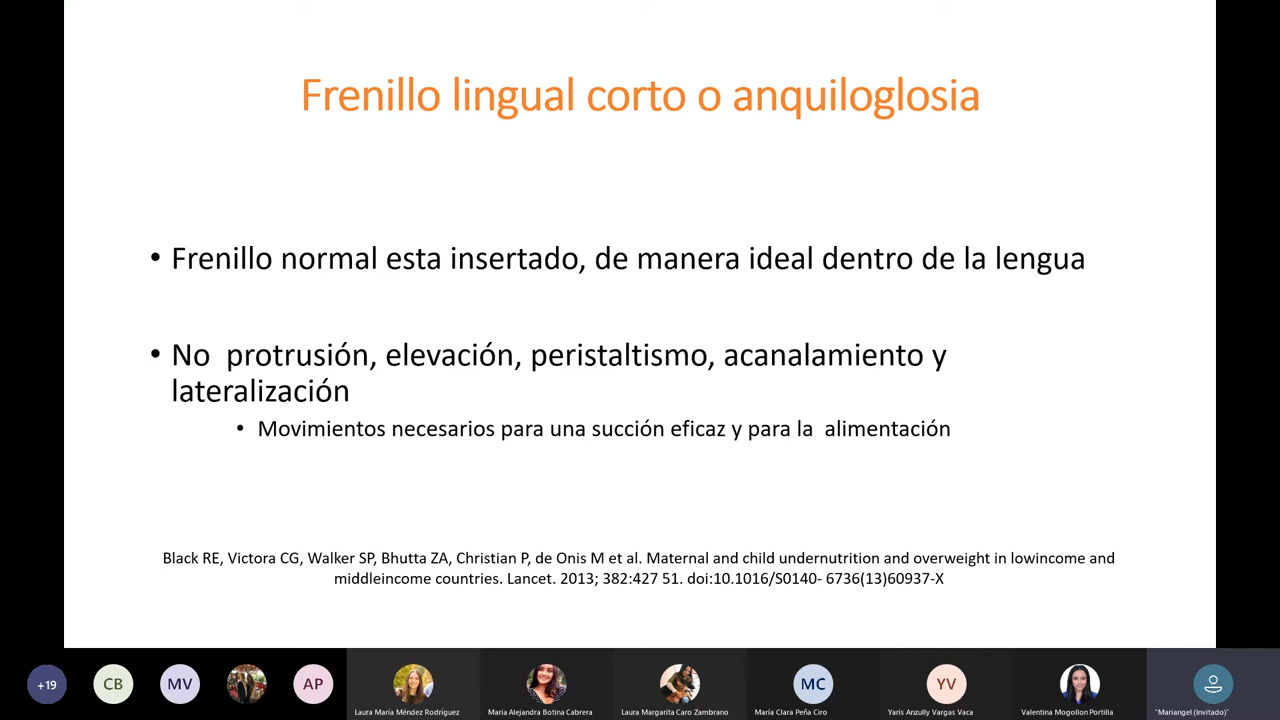 Frenillo lingual corto o anquiloglosia
• Frenillo normal esta insertado, de manera ideal dentro de la lengua
• No protrusión, elevación, peristaltismo, acanalamiento y
lateralización
• Movimientos necesarios para una succión eficaz y para la alimentación
Black RE, Victora CG, Walker SP, Bhutta ZA, Christian P, de Onis M et al. Maternal and child undernutrition and overweight in lowincome and
middleincome countries. Lancet. 2013; 382:427 51. doi:10.1016/S0140- 6736(13)60937-X
+19
CB
MV
AP
MC
YV
Laura María Méndez Rodríguez
Maria Alejandra Botina Cabrera
Laura Margarita Caro Zambrano
María Clara Peña Ciro
Yaris Anzully Vargas Vaca
Valentina Mogollon Portilla
"Mariangel (Invitado)"